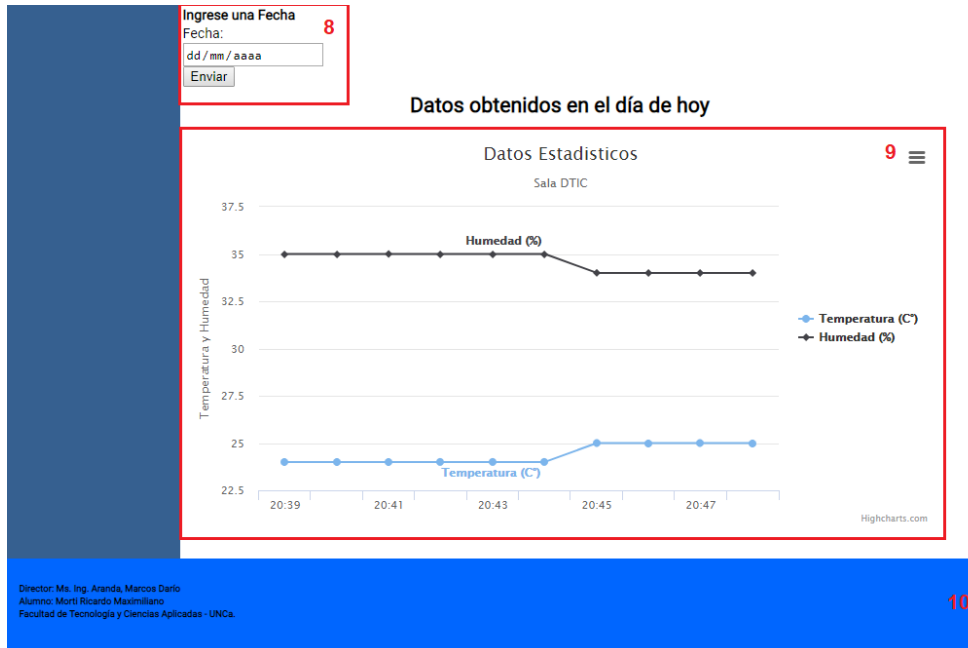 Ingrese una Fecha
8
Fecha:
dd/mm/aaaa
Enviar
Datos obtenidos en el día de hoy
Datos Estadisticos
9
Sala DTIC
37.5
35
32.5
30
27.5
25
22.5
Temperatura y Humedad
Humedad (%)
Temperatura (C°)
20:39
20:41
20:43
20:45
20:47
Temperatura (C°)
Humedad (%)
Highcharts.com
Director: Ms. Ing. Aranda, Marcos Dario
Alumno: Morti Ricardo Maximiliano
Facultad de Tecnología y Ciencias Aplicadas - UNCa.
10